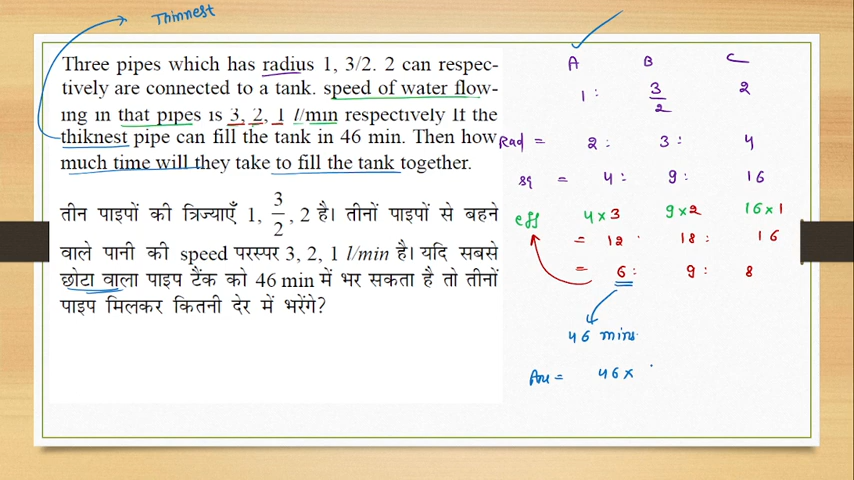 Thinnest
Three pipes which has radius 1, 3/2. 2 can respec-
tively are connected to a tank. speed of water flow-
ing in that pipes is 3, 2, 1 l/min respectively If the
thiknest pipe can fill the tank in 46 min. Then how
much time will they take to fill the tank together.
तीन पाइपों की त्रिज्याएँ 1, 3/2, 2 है। तीनों पाइपों से बहने
वाले पानी की speed परस्पर 3, 2, 1 l/min है। यदि सबसे
छोटा वाला पाइप टैंक को 46 min में भर सकता है तो तीनों
पाइप मिलकर कितनी देर में भरेंगे?
A B C
1 : 3/2 2
Rad = 2 : 3 : 4
sq = 4 : 9 : 16
eff 4×3 9×2 16×1
= 12 : 18 : 16
= 6 : 9 : 8
46 mins
Ans = 46×